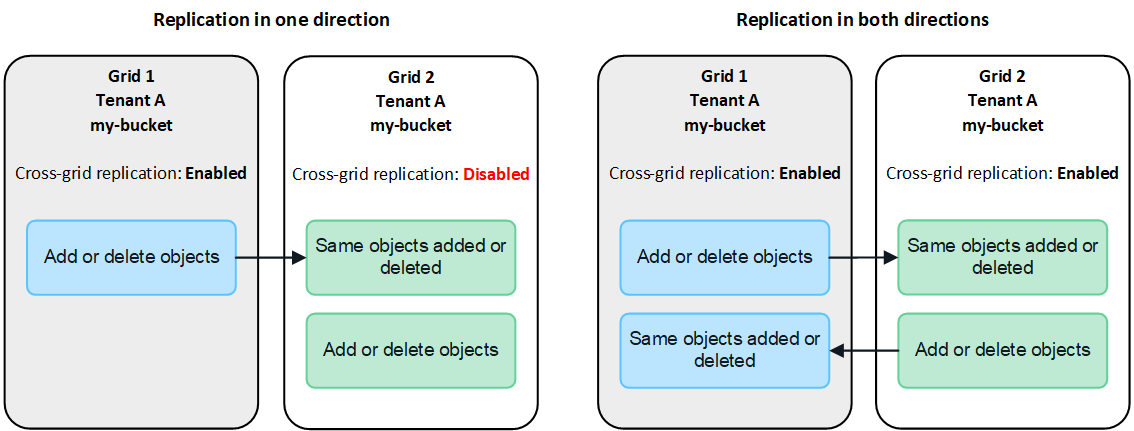 Replication in one direction
Grid 1
Tenant A
my-bucket
Cross-grid replication: Enabled
Add or delete objects
Grid 2
Tenant A
my-bucket
Cross-grid replication: Disabled
Same objects added or
deleted
Add or delete objects
Replication in both directions
Grid 1
Tenant A
my-bucket
Cross-grid replication: Enabled
Add or delete objects
Same objects added or
deleted
Grid 2
Tenant A
my-bucket
Cross-grid replication: Enabled
Same objects added or
deleted
Add or delete objects